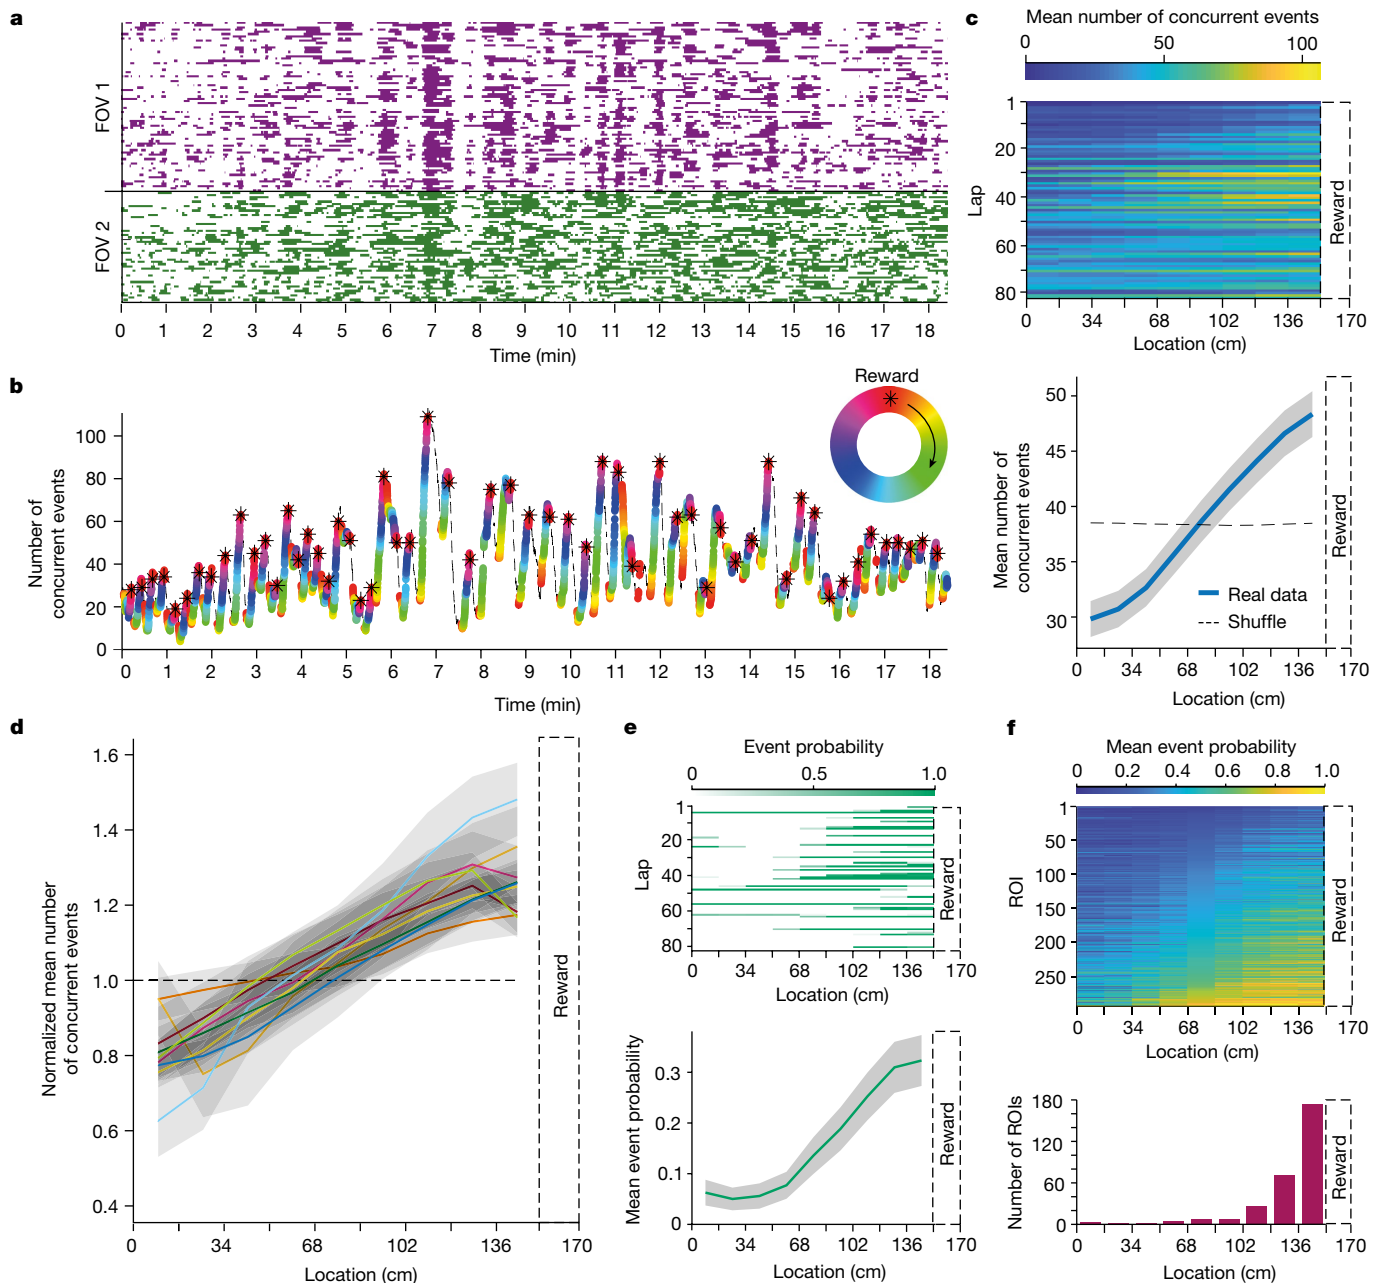 a
FOV 1
FOV 2
0 1 2 3 4 5 6 7 8 9 10 11 12 13 14 15 16 17 18
Time (min)
b
Reward
Number of
concurrent events
100
80
60
40
20
0
0 1 2 3 4 5 6 7 8 9 10 11 12 13 14 15 16 17 18
Time (min)
c
Mean number of concurrent events
0 50 100
Lap
1
20
40
60
80
Reward
0 34 68 102 136 170
Location (cm)
Mean number of
concurrent events
50
45
40
35
30
Real data
Shuffle
Reward
0 34 68 102 136 170
Location (cm)
d
Normalized mean number
of concurrent events
1.6
1.4
1.2
1.0
0.8
0.6
0.4
Reward
0 34 68 102 136 170
Location (cm)
e
Event probability
0 0.5 1.0
Lap
1
20
40
60
80
Reward
0 34 68 102 136 170
Location (cm)
Mean event probability
0.3
0.2
0.1
0
Reward
0 34 68 102 136 170
Location (cm)
f
Mean event probability
0 0.2 0.4 0.6 0.8 1.0
ROI
1
50
100
150
200
250
Reward
0 34 68 102 136 170
Location (cm)
Number of ROIs
180
120
60
0
Reward
0 34 68 102 136 170
Location (cm)